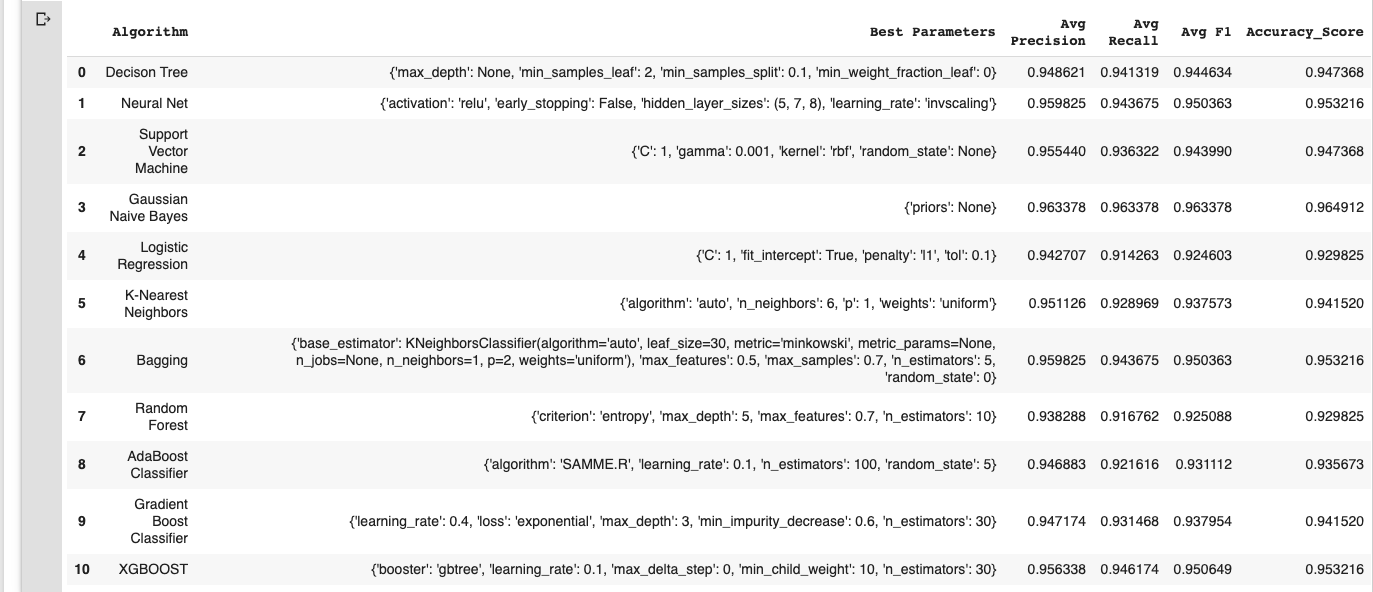 Algorithm Best Parameters Avg Precision Avg Recall Avg F1 Accuracy_Score
0 Decison Tree {'max_depth': None, 'min_samples_leaf': 2, 'min_samples_split': 0.1, 'min_weight_fraction_leaf': 0} 0.948621 0.941319 0.944634 0.947368
1 Neural Net {'activation': 'relu', 'early_stopping': False, 'hidden_layer_sizes': (5, 7, 8), 'learning_rate': 'invscaling'} 0.959825 0.943675 0.950363 0.953216
2 Support Vector Machine {'C': 1, 'gamma': 0.001, 'kernel': 'rbf', 'random_state': None} 0.955440 0.936322 0.943990 0.947368
3 Gaussian Naive Bayes {'priors': None} 0.963378 0.963378 0.963378 0.964912
4 Logistic Regression {'C': 1, 'fit_intercept': True, 'penalty': 'l1', 'tol': 0.1} 0.942707 0.914263 0.924603 0.929825
5 K-Nearest Neighbors {'algorithm': 'auto', 'n_neighbors': 6, 'p': 1, 'weights': 'uniform'} 0.951126 0.928969 0.937573 0.941520
6 Bagging {'base_estimator': KNeighborsClassifier(algorithm='auto', leaf_size=30, metric='minkowski', metric_params=None, n_jobs=None, n_neighbors=1, p=2, weights='uniform'), 'max_features': 0.5, 'max_samples': 0.7, 'n_estimators': 5, 'random_state': 0} 0.959825 0.943675 0.950363 0.953216
7 Random Forest {'criterion': 'entropy', 'max_depth': 5, 'max_features': 0.7, 'n_estimators': 10} 0.938288 0.916762 0.925088 0.929825
8 AdaBoost Classifier {'algorithm': 'SAMME.R', 'learning_rate': 0.1, 'n_estimators': 100, 'random_state': 5} 0.946883 0.921616 0.931112 0.935673
9 Gradient Boost Classifier {'learning_rate': 0.4, 'loss': 'exponential', 'max_depth': 3, 'min_impurity_decrease': 0.6, 'n_estimators': 30} 0.947174 0.931468 0.937954 0.941520
10 XGBOOST {'booster': 'gbtree', 'learning_rate': 0.1, 'max_delta_step': 0, 'min_child_weight': 10, 'n_estimators': 30} 0.956338 0.946174 0.950649 0.953216